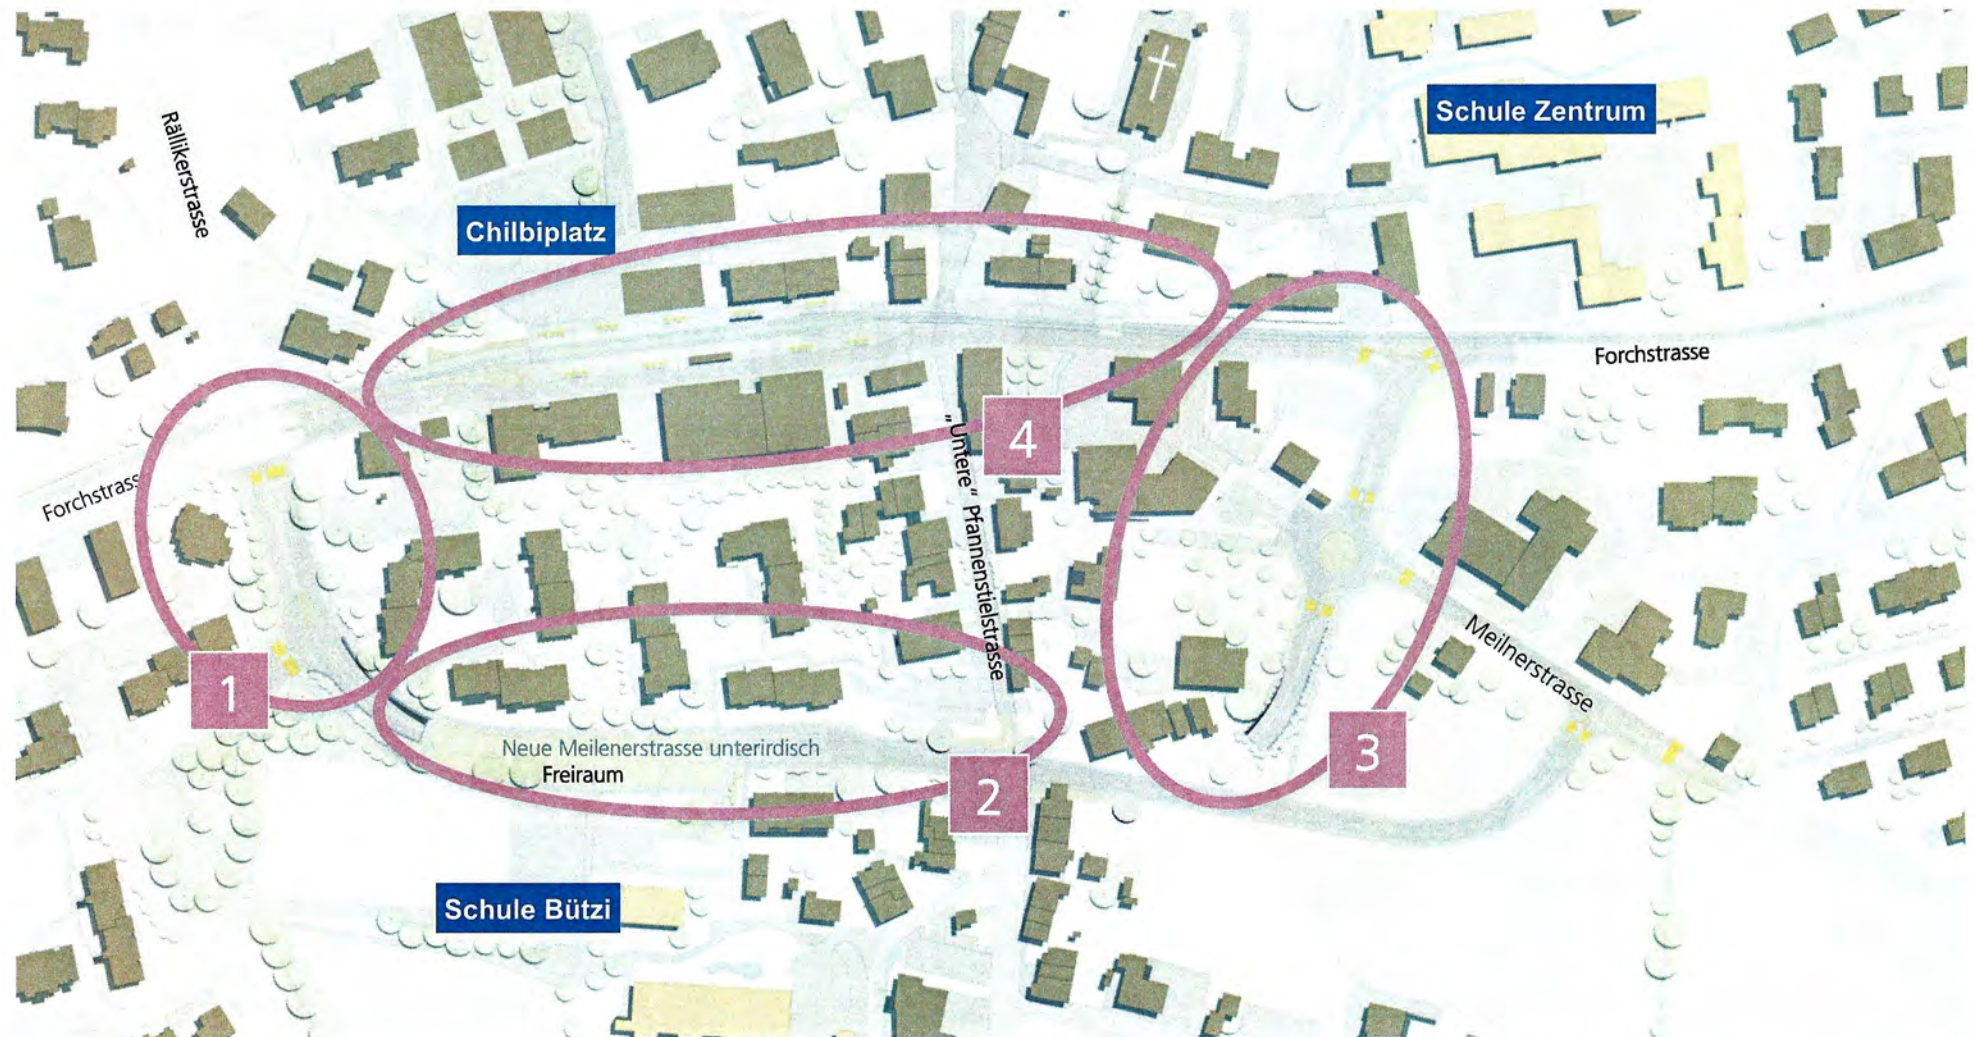 Schule Zentrum
Rällikerstrasse
Chilbiplatz
Forchstrasse
4
Forchstrass
"Untere" Pfannenstielstrasse
Meilnerstrasse
1
3
Neue Meilenerstrasse unterirdisch
Freiraum
2
Schule Bützi